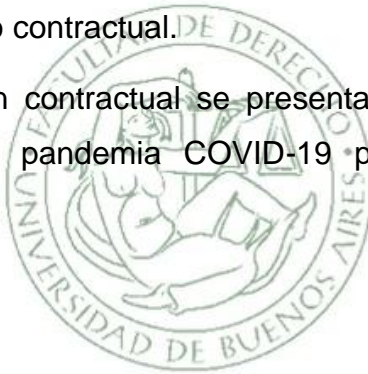 o contractual.
n contractual se presenta
pandemia COVID-19 p
FACULTAD DE DERECHO • UNIVERSIDAD DE BUENOS AIRES •